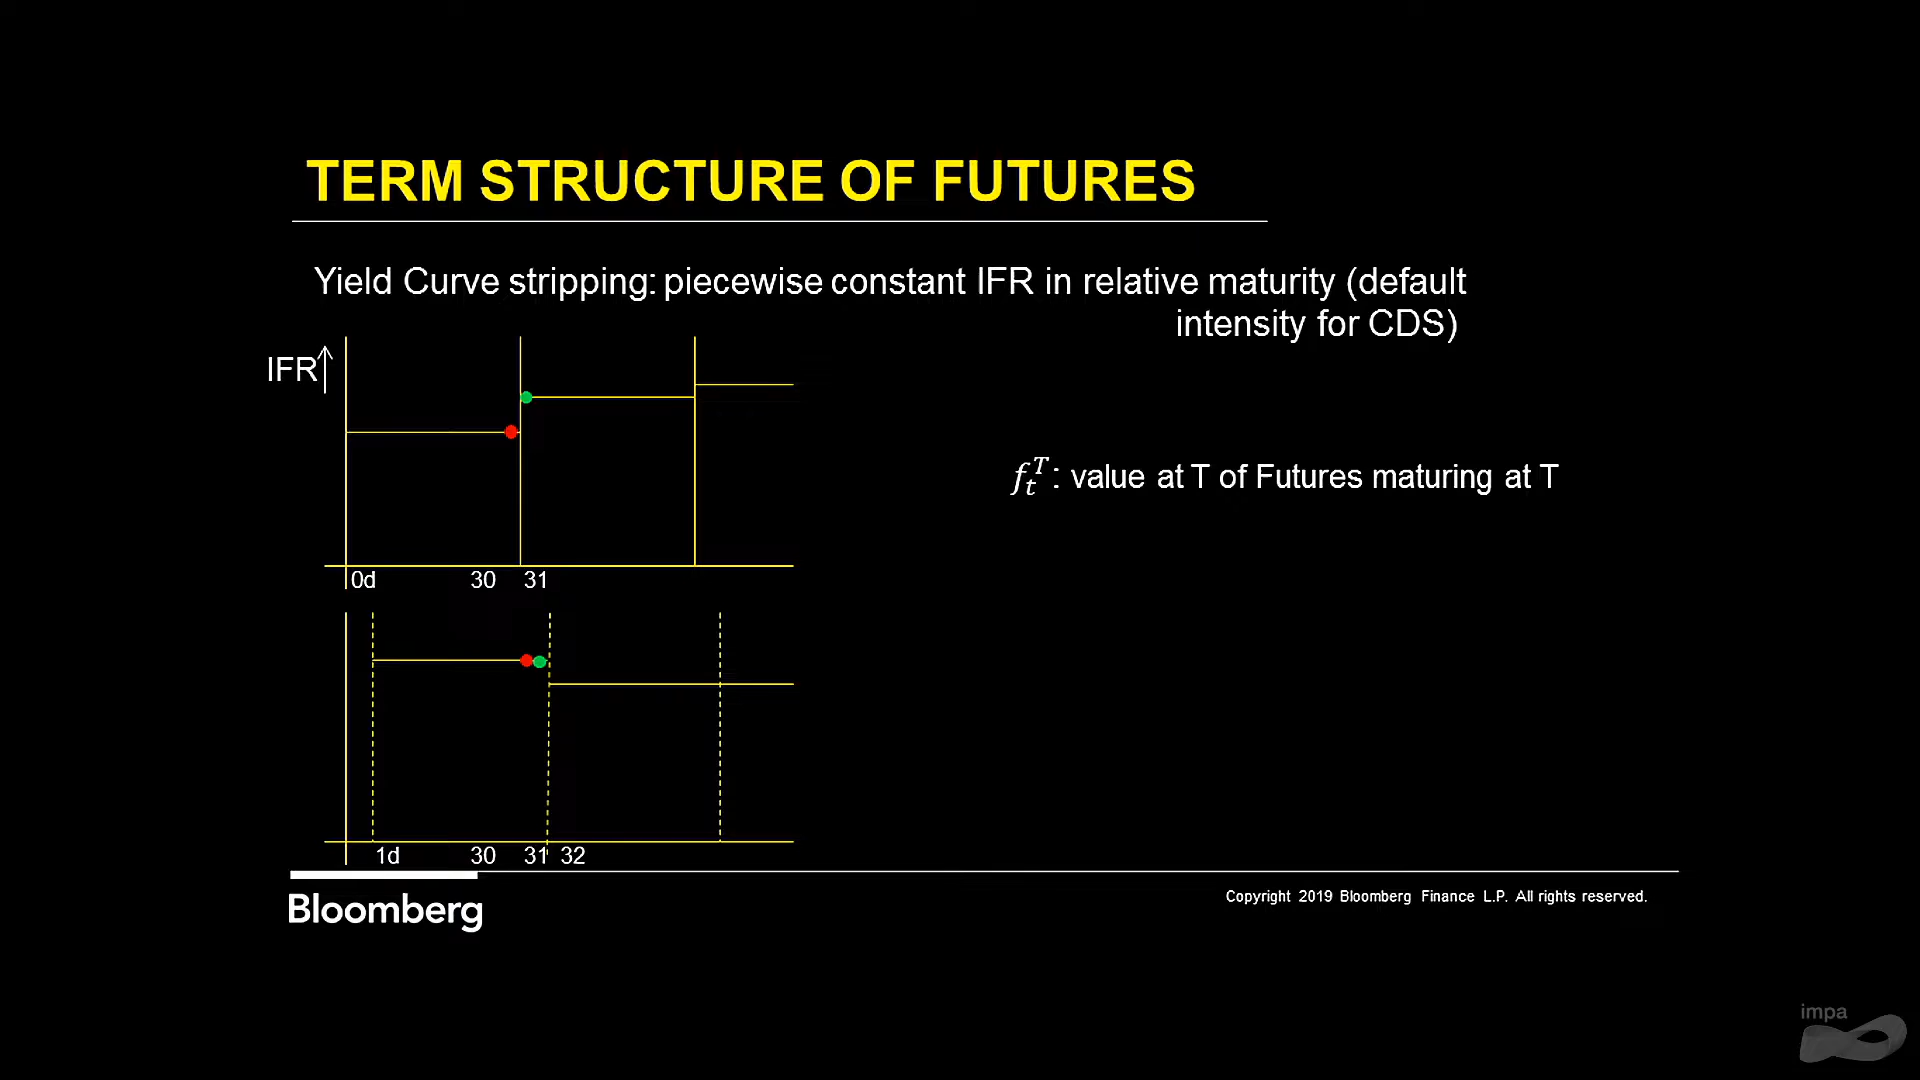 TERM STRUCTURE OF FUTURES
Yield Curve stripping: piecewise constant IFR in relative maturity (default
intensity for CDS)
IFR↑
f_t^T: value at T of Futures maturing at T
0d 30 31
1d 30 31 32
Bloomberg
Copyright 2019 Bloomberg Finance L.P. All rights reserved.
impa